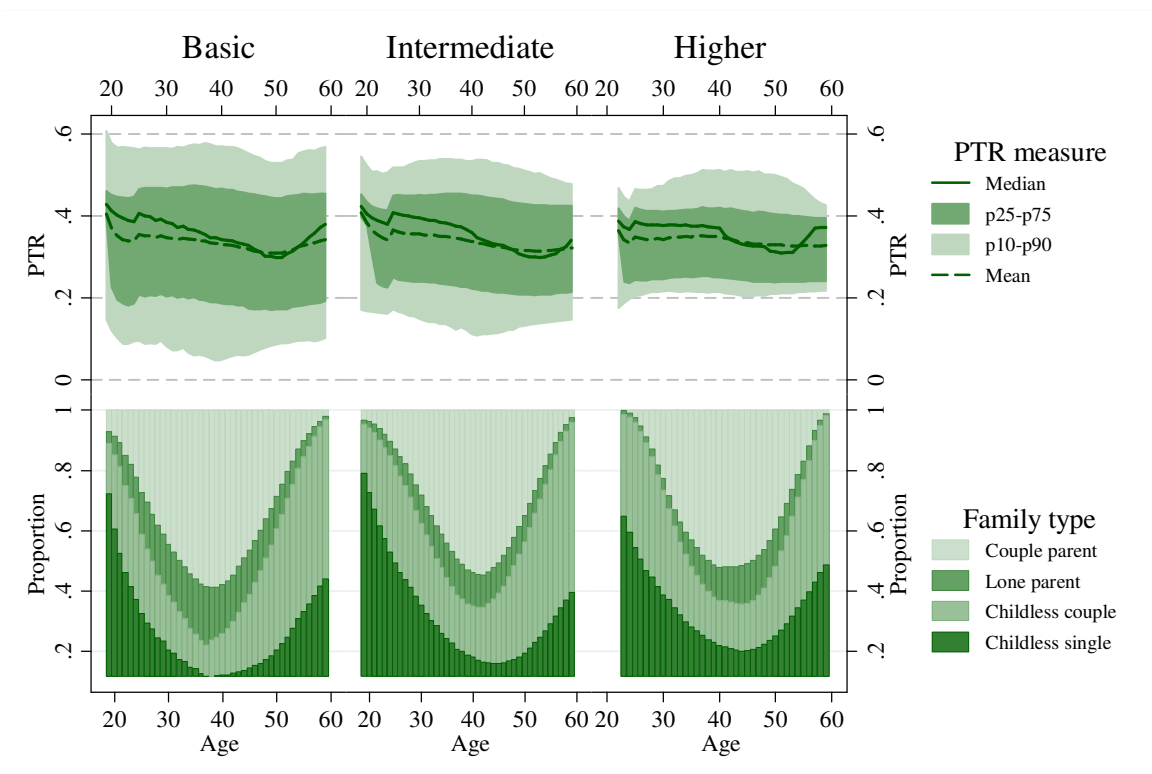 Basic Intermediate Higher
20 30 40 50 60 20 30 40 50 60 20 30 40 50 60
PTR
0 .2 .4 .6
PTR
0 .2 .4 .6
PTR measure
Median
p25-p75
p10-p90
Mean
Proportion
.2 .4 .6 .8 1
Proportion
.2 .4 .6 .8 1
Family type
Couple parent
Lone parent
Childless couple
Childless single
20 30 40 50 60 20 30 40 50 60 20 30 40 50 60
Age Age Age